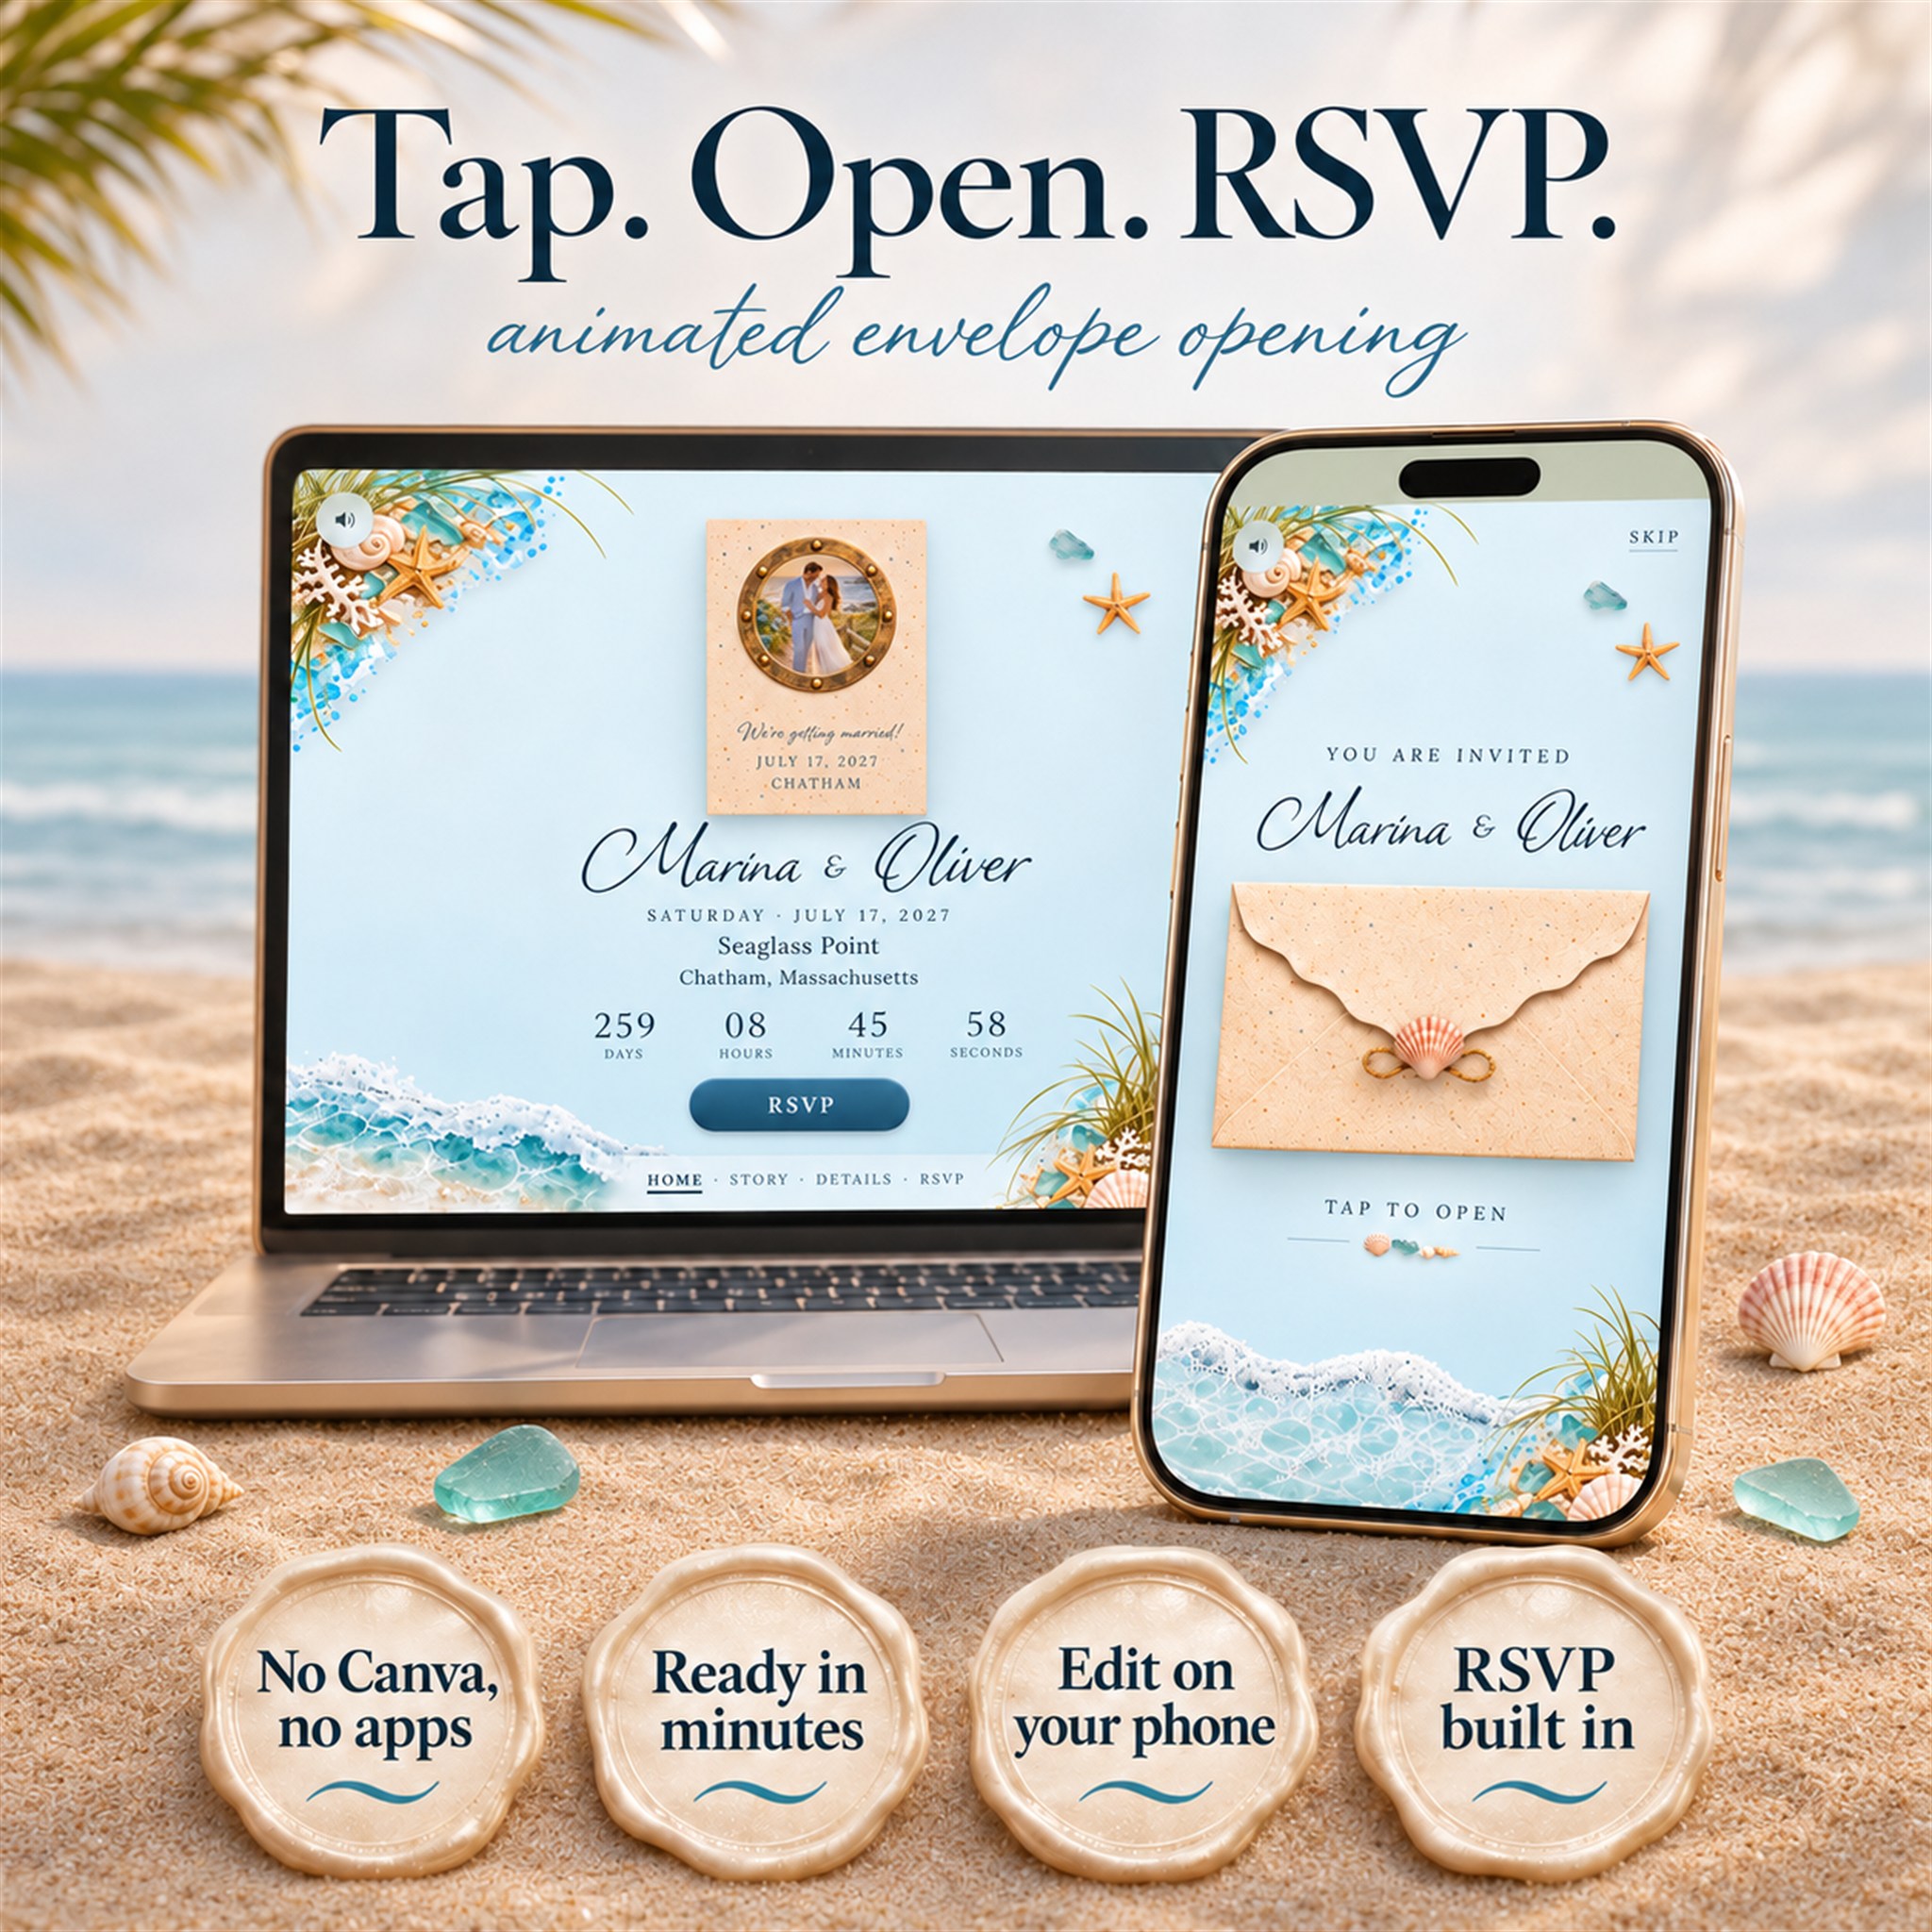 Tap. Open. RSVP.
animated envelope opening
We're getting married!
JULY 17, 2027
CHATHAM
Marina & Oliver
SATURDAY · JULY 17, 2027
Seaglass Point
Chatham, Massachusetts
259 08 45 58
DAYS HOURS MINUTES SECONDS
RSVP
HOME · STORY · DETAILS · RSVP
SKIP
YOU ARE INVITED
Marina & Oliver
TAP TO OPEN
No Canva,
no apps
Ready in
minutes
Edit on
your phone
RSVP
built in